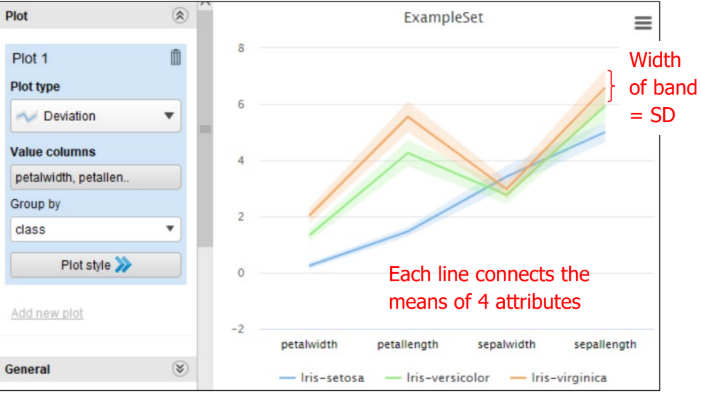 Plot
Plot 1
Plot type
Deviation
Value columns
petalwidth, petallen..
Group by
class
Plot style
Add new plot
General
ExampleSet
8
6
4
2
0
-2
petalwidth petallength sepalwidth sepallength
Iris-setosa Iris-versicolor Iris-virginica
Each line connects the
means of 4 attributes
Width
of band
= SD